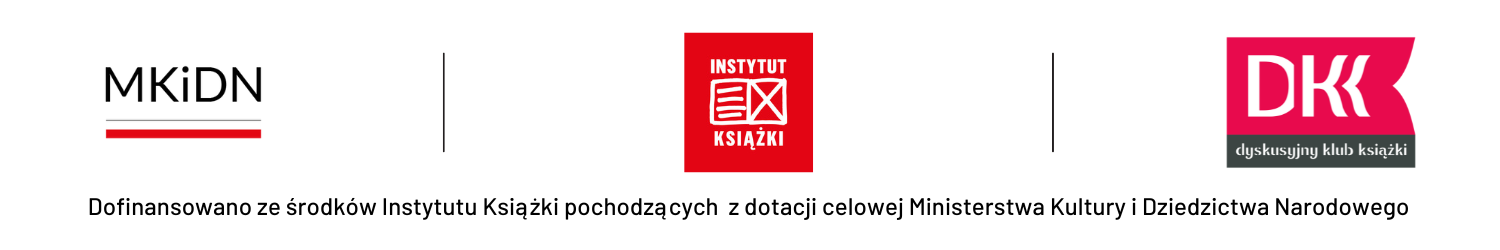 MKiDN
INSTYTUT
KSIĄŻKI
DKK
dyskusyjny klub książki
Dofinansowano ze środków Instytutu Książki pochodzących z dotacji celowej Ministerstwa Kultury i Dziedzictwa Narodowego